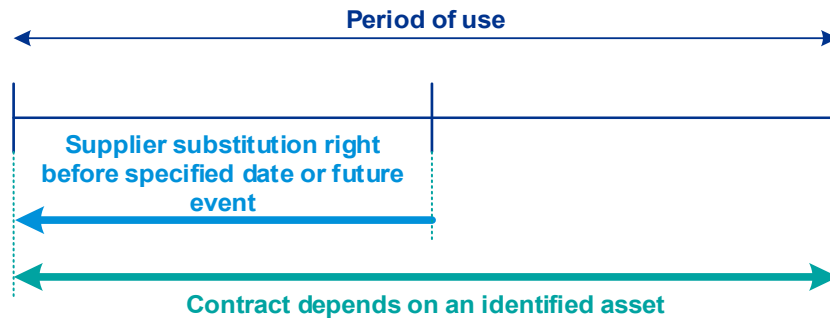 Period of use
Supplier substitution right
before specified date or future
event
Contract depends on an identified asset